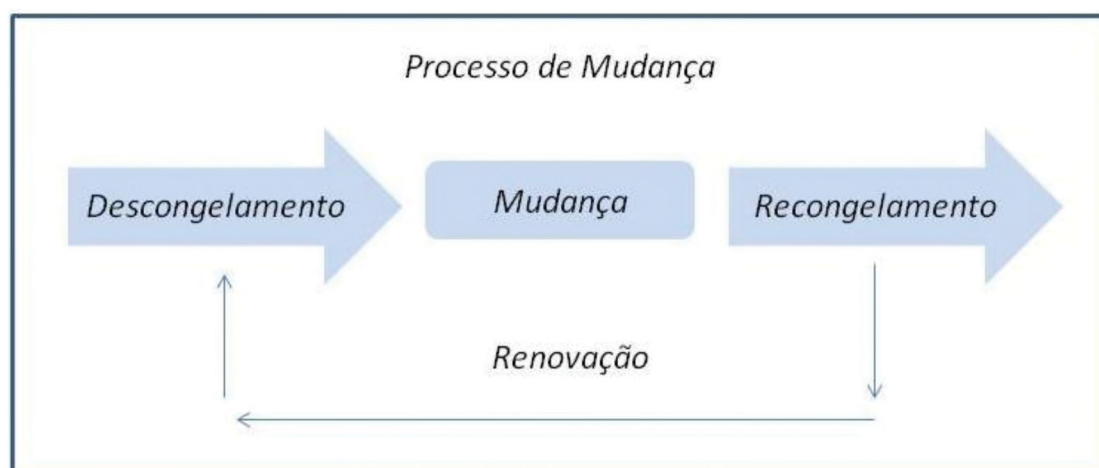 Processo de Mudança
Descongelamento
Mudança
Recongelamento
Renovação